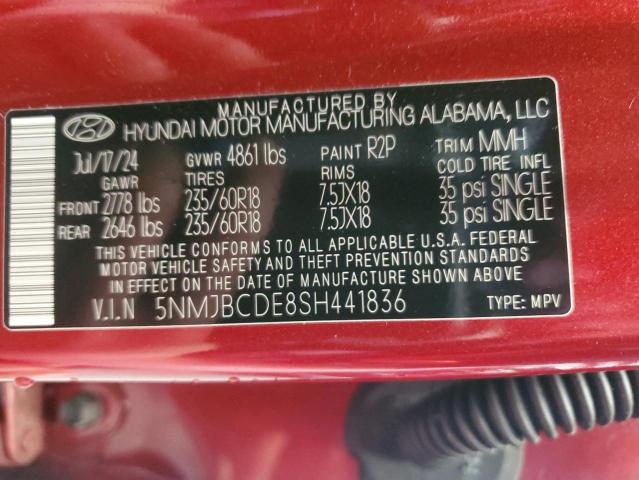 MANUFACTURED BY
HYUNDAI MOTOR MANUFACTURING ALABAMA, LLC
Jul/17/24 GVWR 4861 lbs PAINT R2P TRIM MMH
GAWR TIRES RIMS COLD TIRE INFL
FRONT 2778 lbs 235/60R18 7.5JX18 35 psi SINGLE
REAR 2646 lbs 235/60R18 7.5JX18 35 psi SINGLE
THIS VEHICLE CONFORMS TO ALL APPLICABLE U.S.A. FEDERAL
MOTOR VEHICLE SAFETY AND THEFT PREVENTION STANDARDS
IN EFFECT ON THE DATE OF MANUFACTURE SHOWN ABOVE.
V.I.N 5NMJBCDE8SH441836 TYPE: MPV